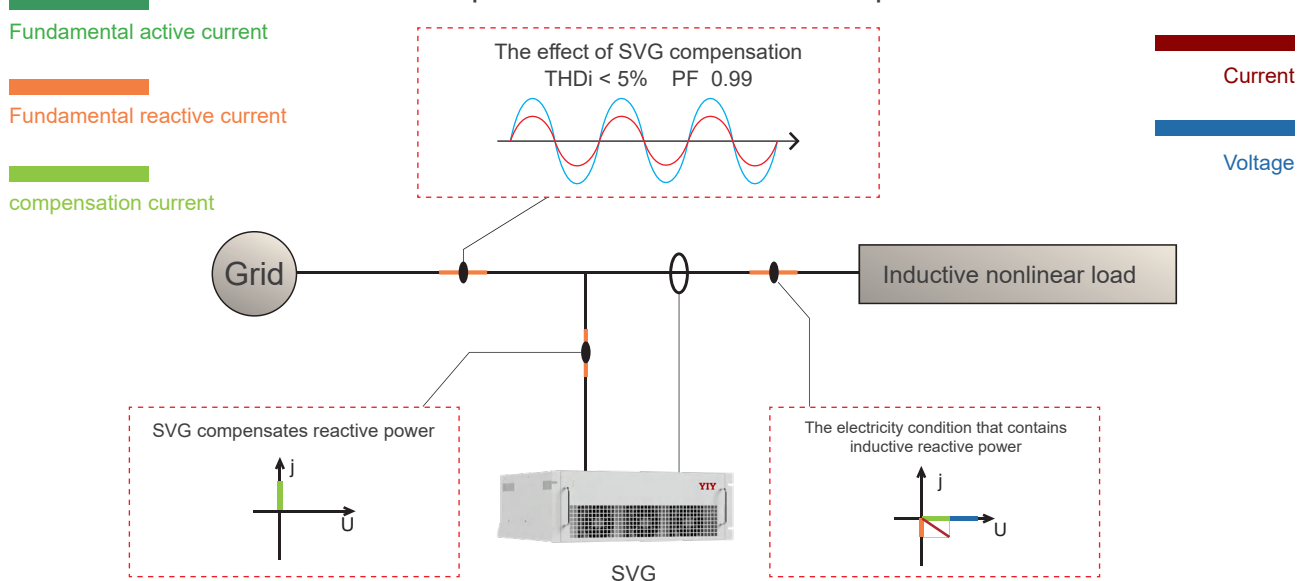 Fundamental active current
Fundamental reactive current
compensation current
The effect of SVG compensation
THDi < 5% PF 0.99
Current
Voltage
Grid
Inductive nonlinear load
SVG compensates reactive power
j
U
YIY
SVG
The electricity condition that contains
inductive reactive power
j
U